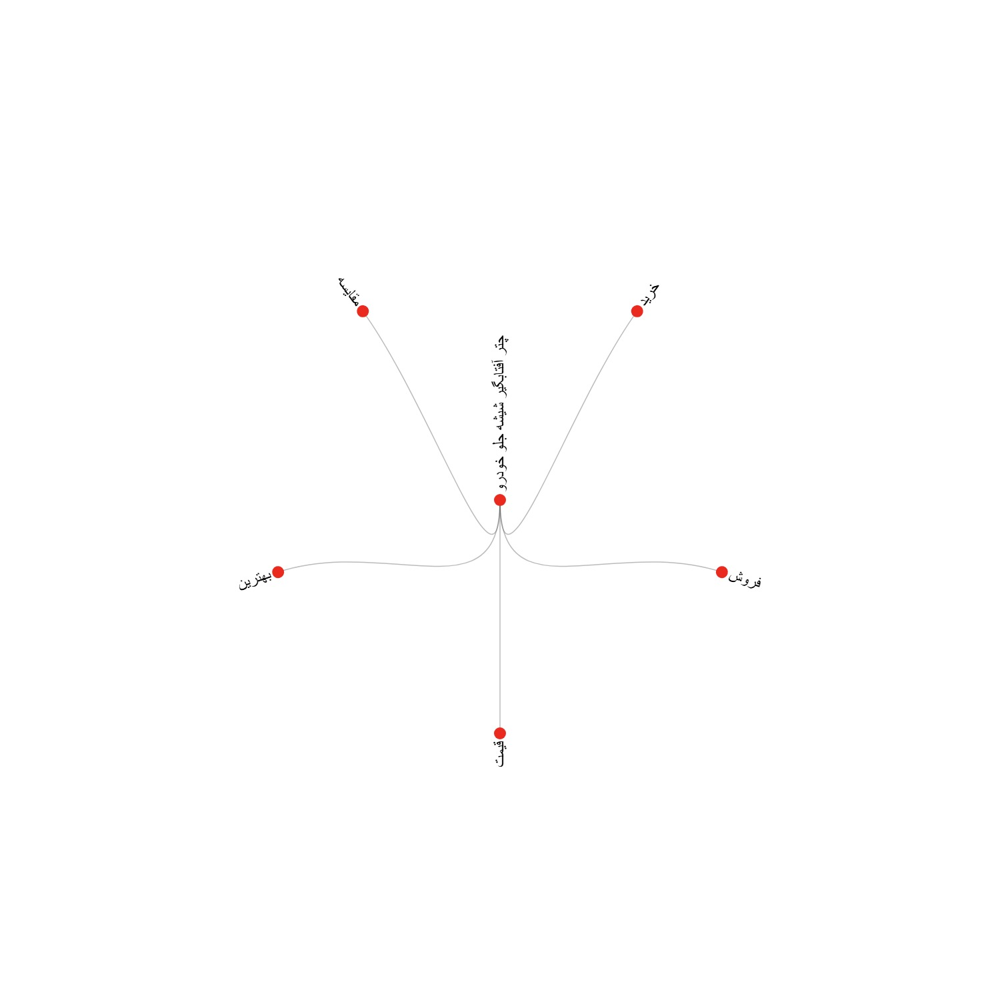 مقایسه
خرید
چتر آفتابگیر شیشه جلو خودرو
بهترین
فروش
قیمت